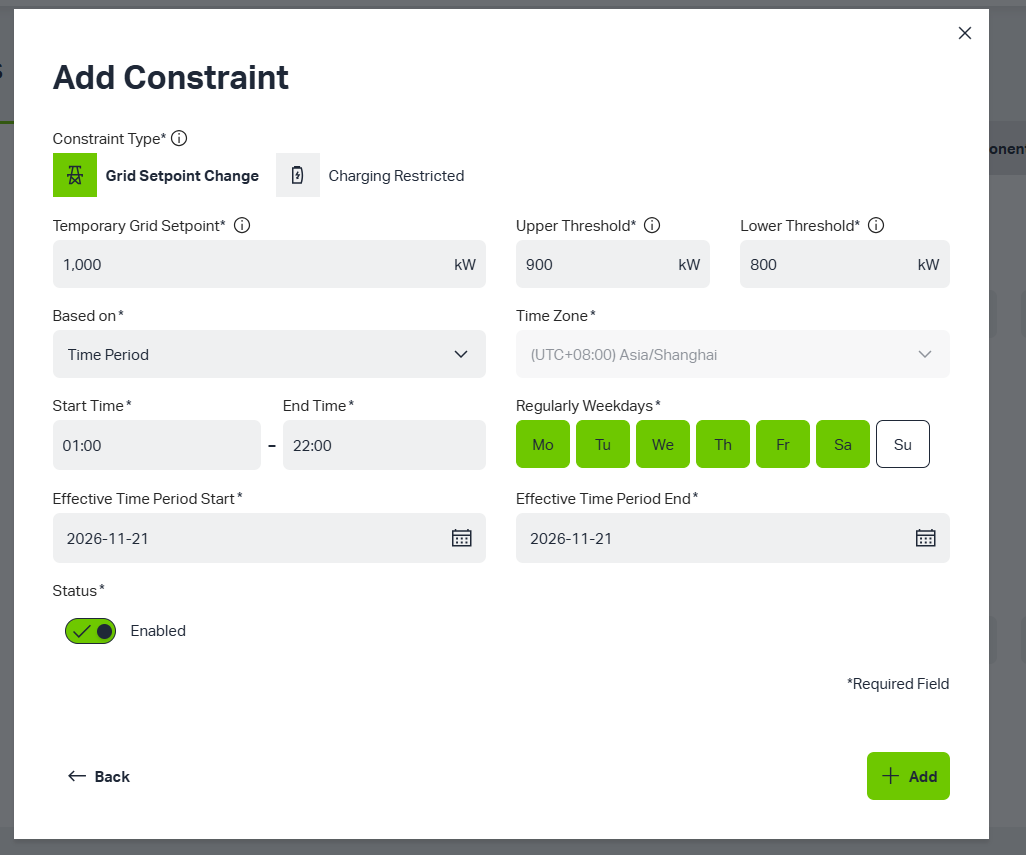 Add Constraint
onent
Constraint Type*
Grid Setpoint Change Charging Restricted
Temporary Grid Setpoint* Upper Threshold* Lower Threshold*
1,000 kW 900 kW 800 kW
Based on* Time Zone*
Time Period (UTC+08:00) Asia/Shanghai
Start Time* End Time* Regularly Weekdays*
01:00 – 22:00 Mo Tu We Th Fr Sa Su
Effective Time Period Start* Effective Time Period End*
2026-11-21 2026-11-21
Status*
Enabled
*Required Field
Back Add